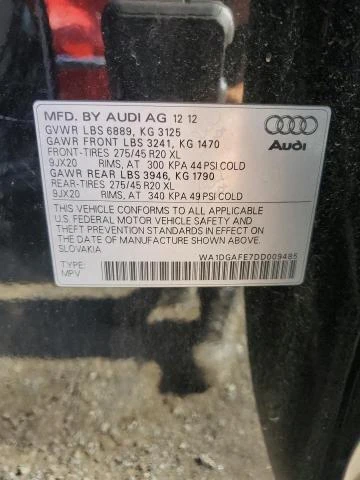 MFD. BY AUDI AG 12 12
GVWR LBS 6889, KG 3125
GAWR FRONT LBS 3241, KG 1470
FRONT-TIRES 275/45 R20 XL
9JX20 RIMS, AT 300 KPA 44 PSI COLD
GAWR REAR LBS 3946, KG 1790
REAR-TIRES 275/45 R20 XL
9JX20 RIMS, AT 340 KPA 49 PSI COLD
Audi
THIS VEHICLE CONFORMS TO ALL APPLICABLE
U.S. FEDERAL MOTOR VEHICLE SAFETY AND
THEFT PREVENTION STANDARDS IN EFFECT ON
THE DATE OF MANUFACTURE SHOWN ABOVE.
SLOVAKIA
WA1DGAFE7DD009485
TYPE:
MPV